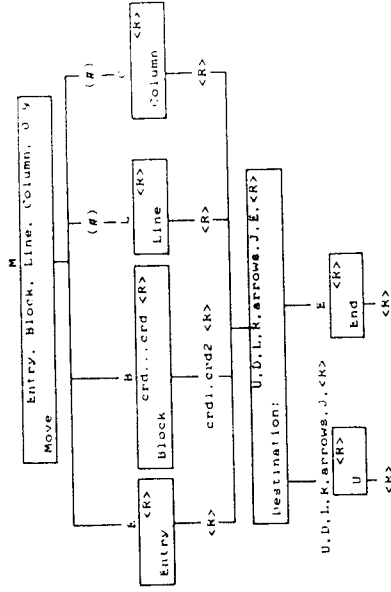 M
Entry, Block, Line, Column,
Move
(#) (#)
E B L C
<R> crd...crd <R> <R> <R>
Entry Block Line Column
<R> crd1.crd2 <R> <R> <R>
U,D,L,R,arrows,J,E,<R>
Destination:
U,D,L,R,arrows,J,<R> E
<R> <R>
U End
<R> <R>